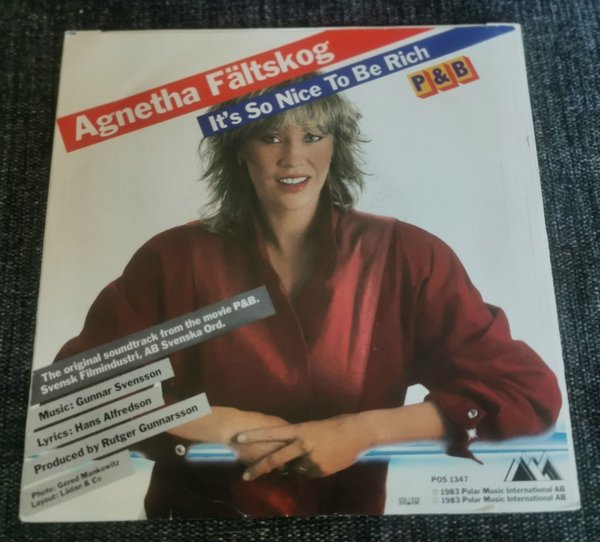 Agnetha Fältskog
It's So Nice To Be Rich
P&B
The original soundtrack from the movie P&B.
Svensk Filmindustri, AB Svenska Ord.
Music: Gunnar Svensson
Lyrics: Hans Alfredson
Produced by Rutger Gunnarsson
Photo: Gered Mankowitz
Layout: Lådan & Co
POS 1347
© 1983 Polar Music International AB
℗ 1983 Polar Music International AB